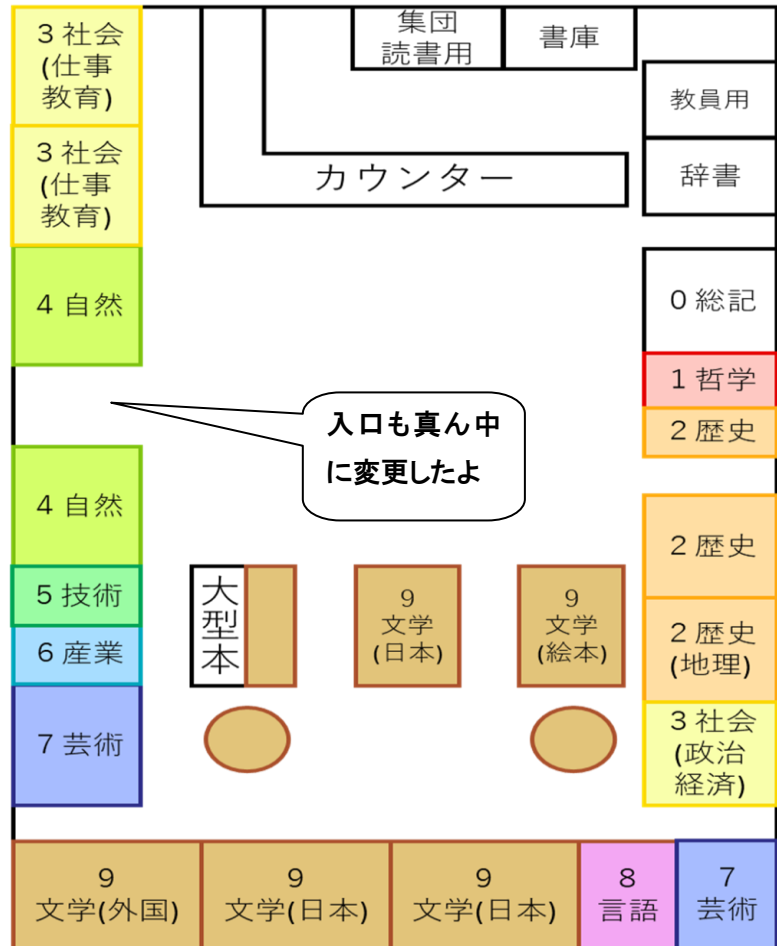 3社会
(仕事
教育)
3社会
(仕事
教育)
4自然
集団
読書用
書庫
教員用
辞書
カウンター
0総記
1哲学
2歴史
入口も真ん中
に変更したよ
4自然
5技術
6産業
7芸術
大型本
9
文学
(日本)
9
文学
(絵本)
2歴史
2歴史
(地理)
3社会
(政治
経済)
9
文学(外国)
9
文学(日本)
9
文学(日本)
8
言語
7
芸術